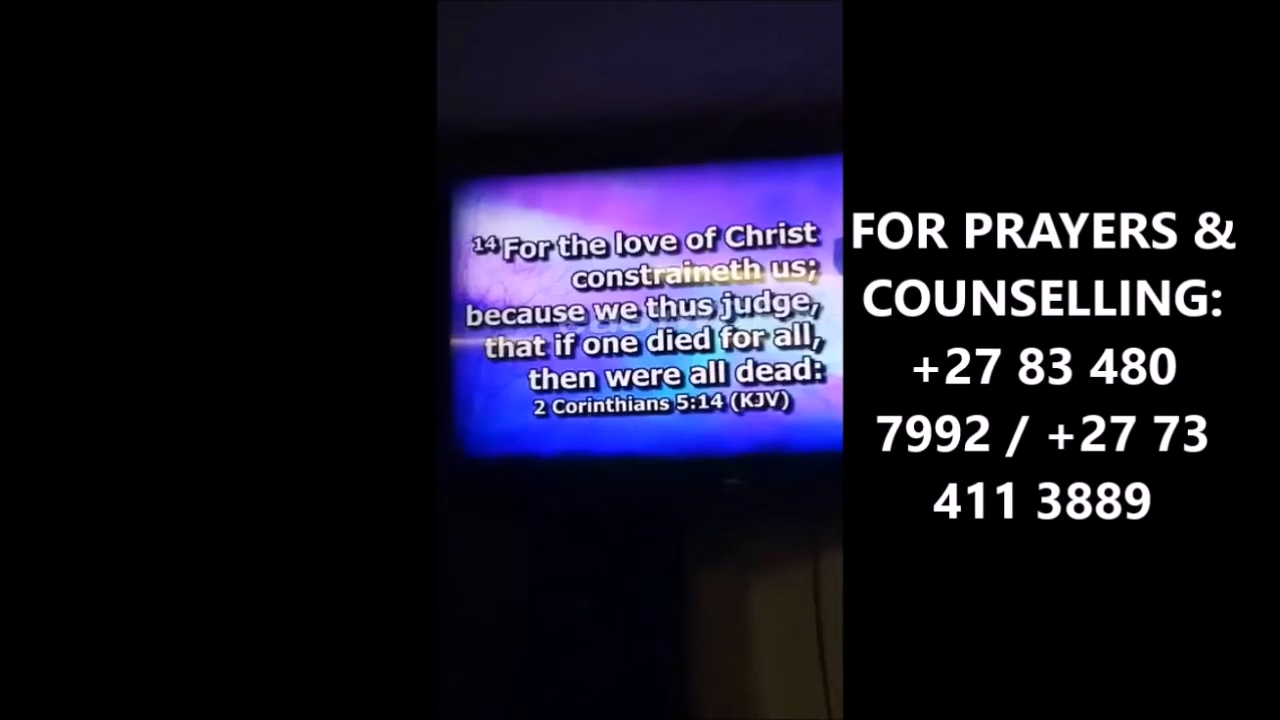 14 For the love of Christ
constraineth us;
because we thus judge,
that if one died for all,
then were all dead:
2 Corinthians 5:14 (KJV)
FOR PRAYERS &
COUNSELLING:
+27 83 480
7992 / +27 73
411 3889